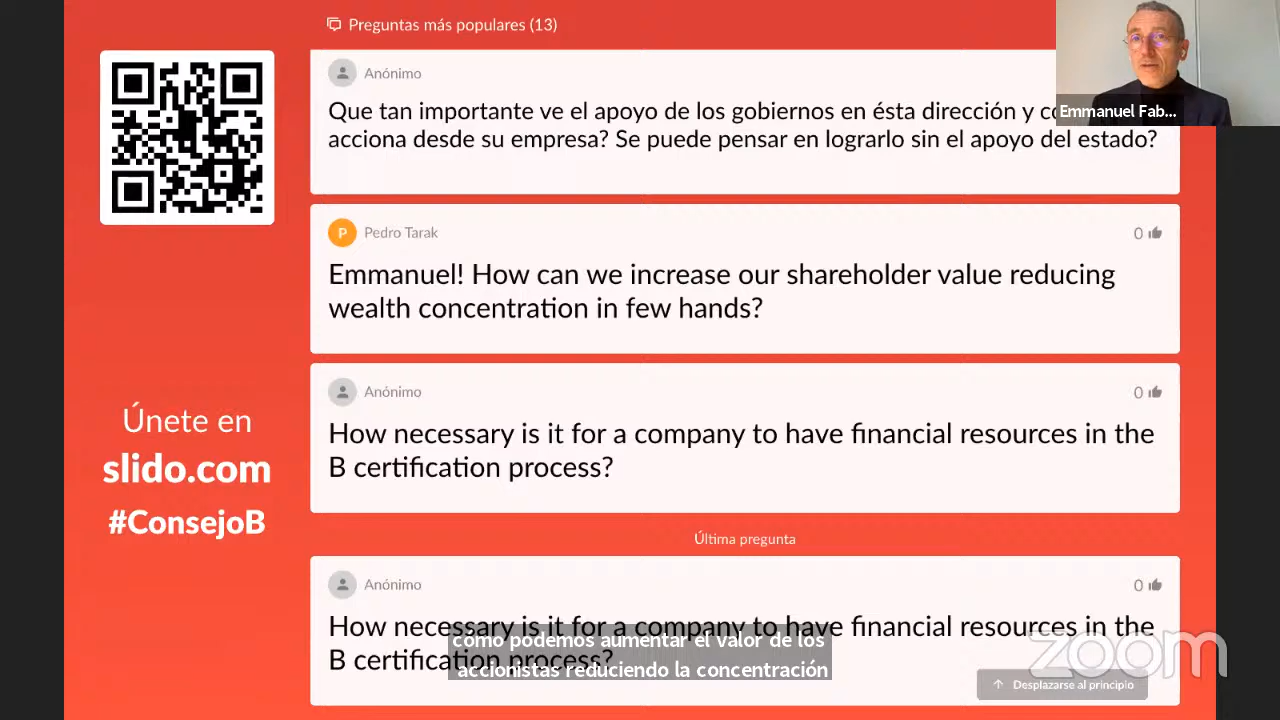 Preguntas más populares (13)
Anónimo
Que tan importante ve el apoyo de los gobiernos en ésta dirección y
acciona desde su empresa? Se puede pensar en lograrlo sin el apoyo del estado?
Emmanuel Fab...
P Pedro Tarak
0
Emmanuel! How can we increase our shareholder value reducing
wealth concentration in few hands?
Anónimo
0
How necessary is it for a company to have financial resources in the
B certification process?
Únete en
slido.com
#ConsejoB
Última pregunta
Anónimo
0
How necessary is it for a company to have financial resources in the
B certification process?
cómo podemos aumentar el valor de los
accionistas reduciendo la concentración
zoom
Desplazarse al principio